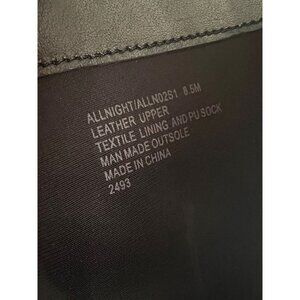 ALLNIGHT/ALLN02S1 8.5M
LEATHER UPPER
TEXTILE LINING AND PU SOCK
MAN MADE OUTSOLE
MADE IN CHINA
2493